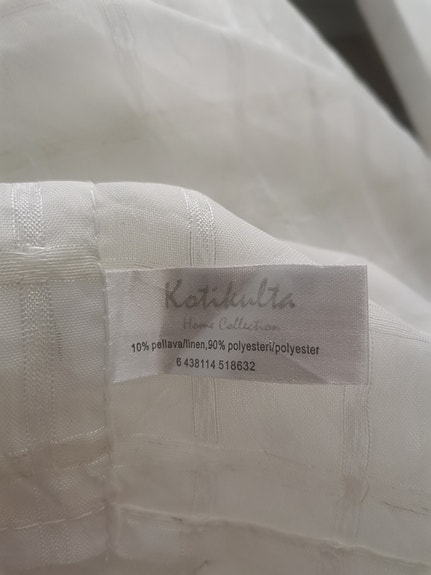 Kotikulta
Home Collection
10% pellava/linen,90% polyesteri/polyester
6 438114 518632